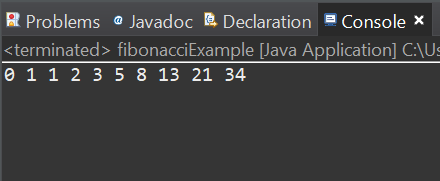 Problems @ Javadoc Declaration Console
<terminated> fibonacciExample [Java Application] C:\Us
0 1 1 2 3 5 8 13 21 34